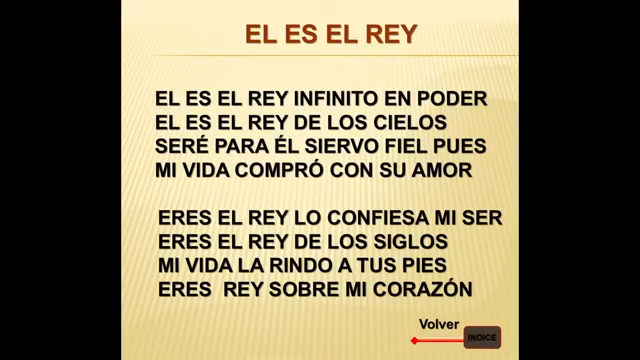 EL ES EL REY
EL ES EL REY INFINITO EN PODER
EL ES EL REY DE LOS CIELOS
SERÉ PARA ÉL SIERVO FIEL PUES
MI VIDA COMPRÓ CON SU AMOR
ERES EL REY LO CONFIESA MI SER
ERES EL REY DE LOS SIGLOS
MI VIDA LA RINDO A TUS PIES
ERES REY SOBRE MI CORAZÓN
Volver
INDICE